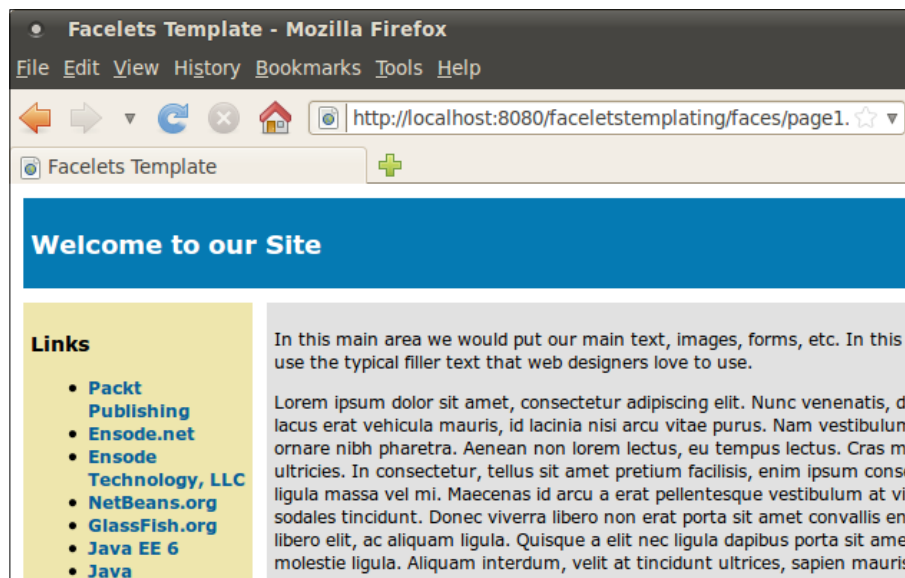 Facelets Template - Mozilla Firefox
File Edit View History Bookmarks Tools Help
http://localhost:8080/faceletstemplating/faces/page1.
Facelets Template
Welcome to our Site
Links
Packt
Publishing
Ensode.net
Ensode
Technology, LLC
NetBeans.org
GlassFish.org
Java EE 6
Java
In this main area we would put our main text, images, forms, etc. In this
use the typical filler text that web designers love to use.
Lorem ipsum dolor sit amet, consectetur adipiscing elit. Nunc venenatis, d
lacus erat vehicula mauris, id lacinia nisi arcu vitae purus. Nam vestibulum
ornare nibh pharetra. Aenean non lorem lectus, eu tempus lectus. Cras m
ultricies. In consectetur, tellus sit amet pretium facilisis, enim ipsum cons
ligula massa vel mi. Maecenas id arcu a erat pellentesque vestibulum at vi
sodales tincidunt. Donec viverra libero non erat porta sit amet convallis en
libero elit, ac aliquam ligula. Quisque a elit nec ligula dapibus porta sit ame
molestie ligula. Aliquam interdum, velit at tincidunt ultrices, sapien mauris